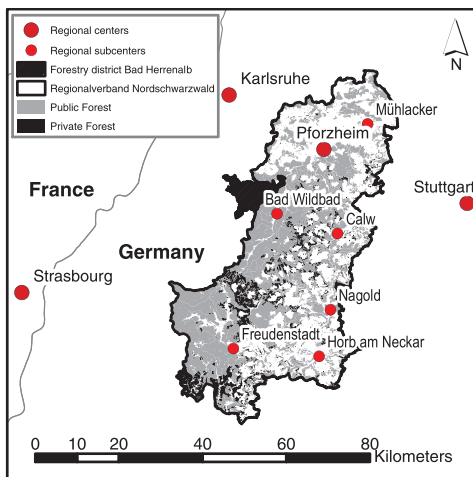 Regional centers
Regional subcenters
Forestry district Bad Herrenalb
Regionalverband Nordschwarzwald
Public Forest
Private Forest
N
Karlsruhe
Mühlacker
Pforzheim
France
Stuttgart
Bad Wildbad
Calw
Germany
Strasbourg
Nagold
Freudenstadt
Horb am Neckar
0 10 20 40 60 80
Kilometers